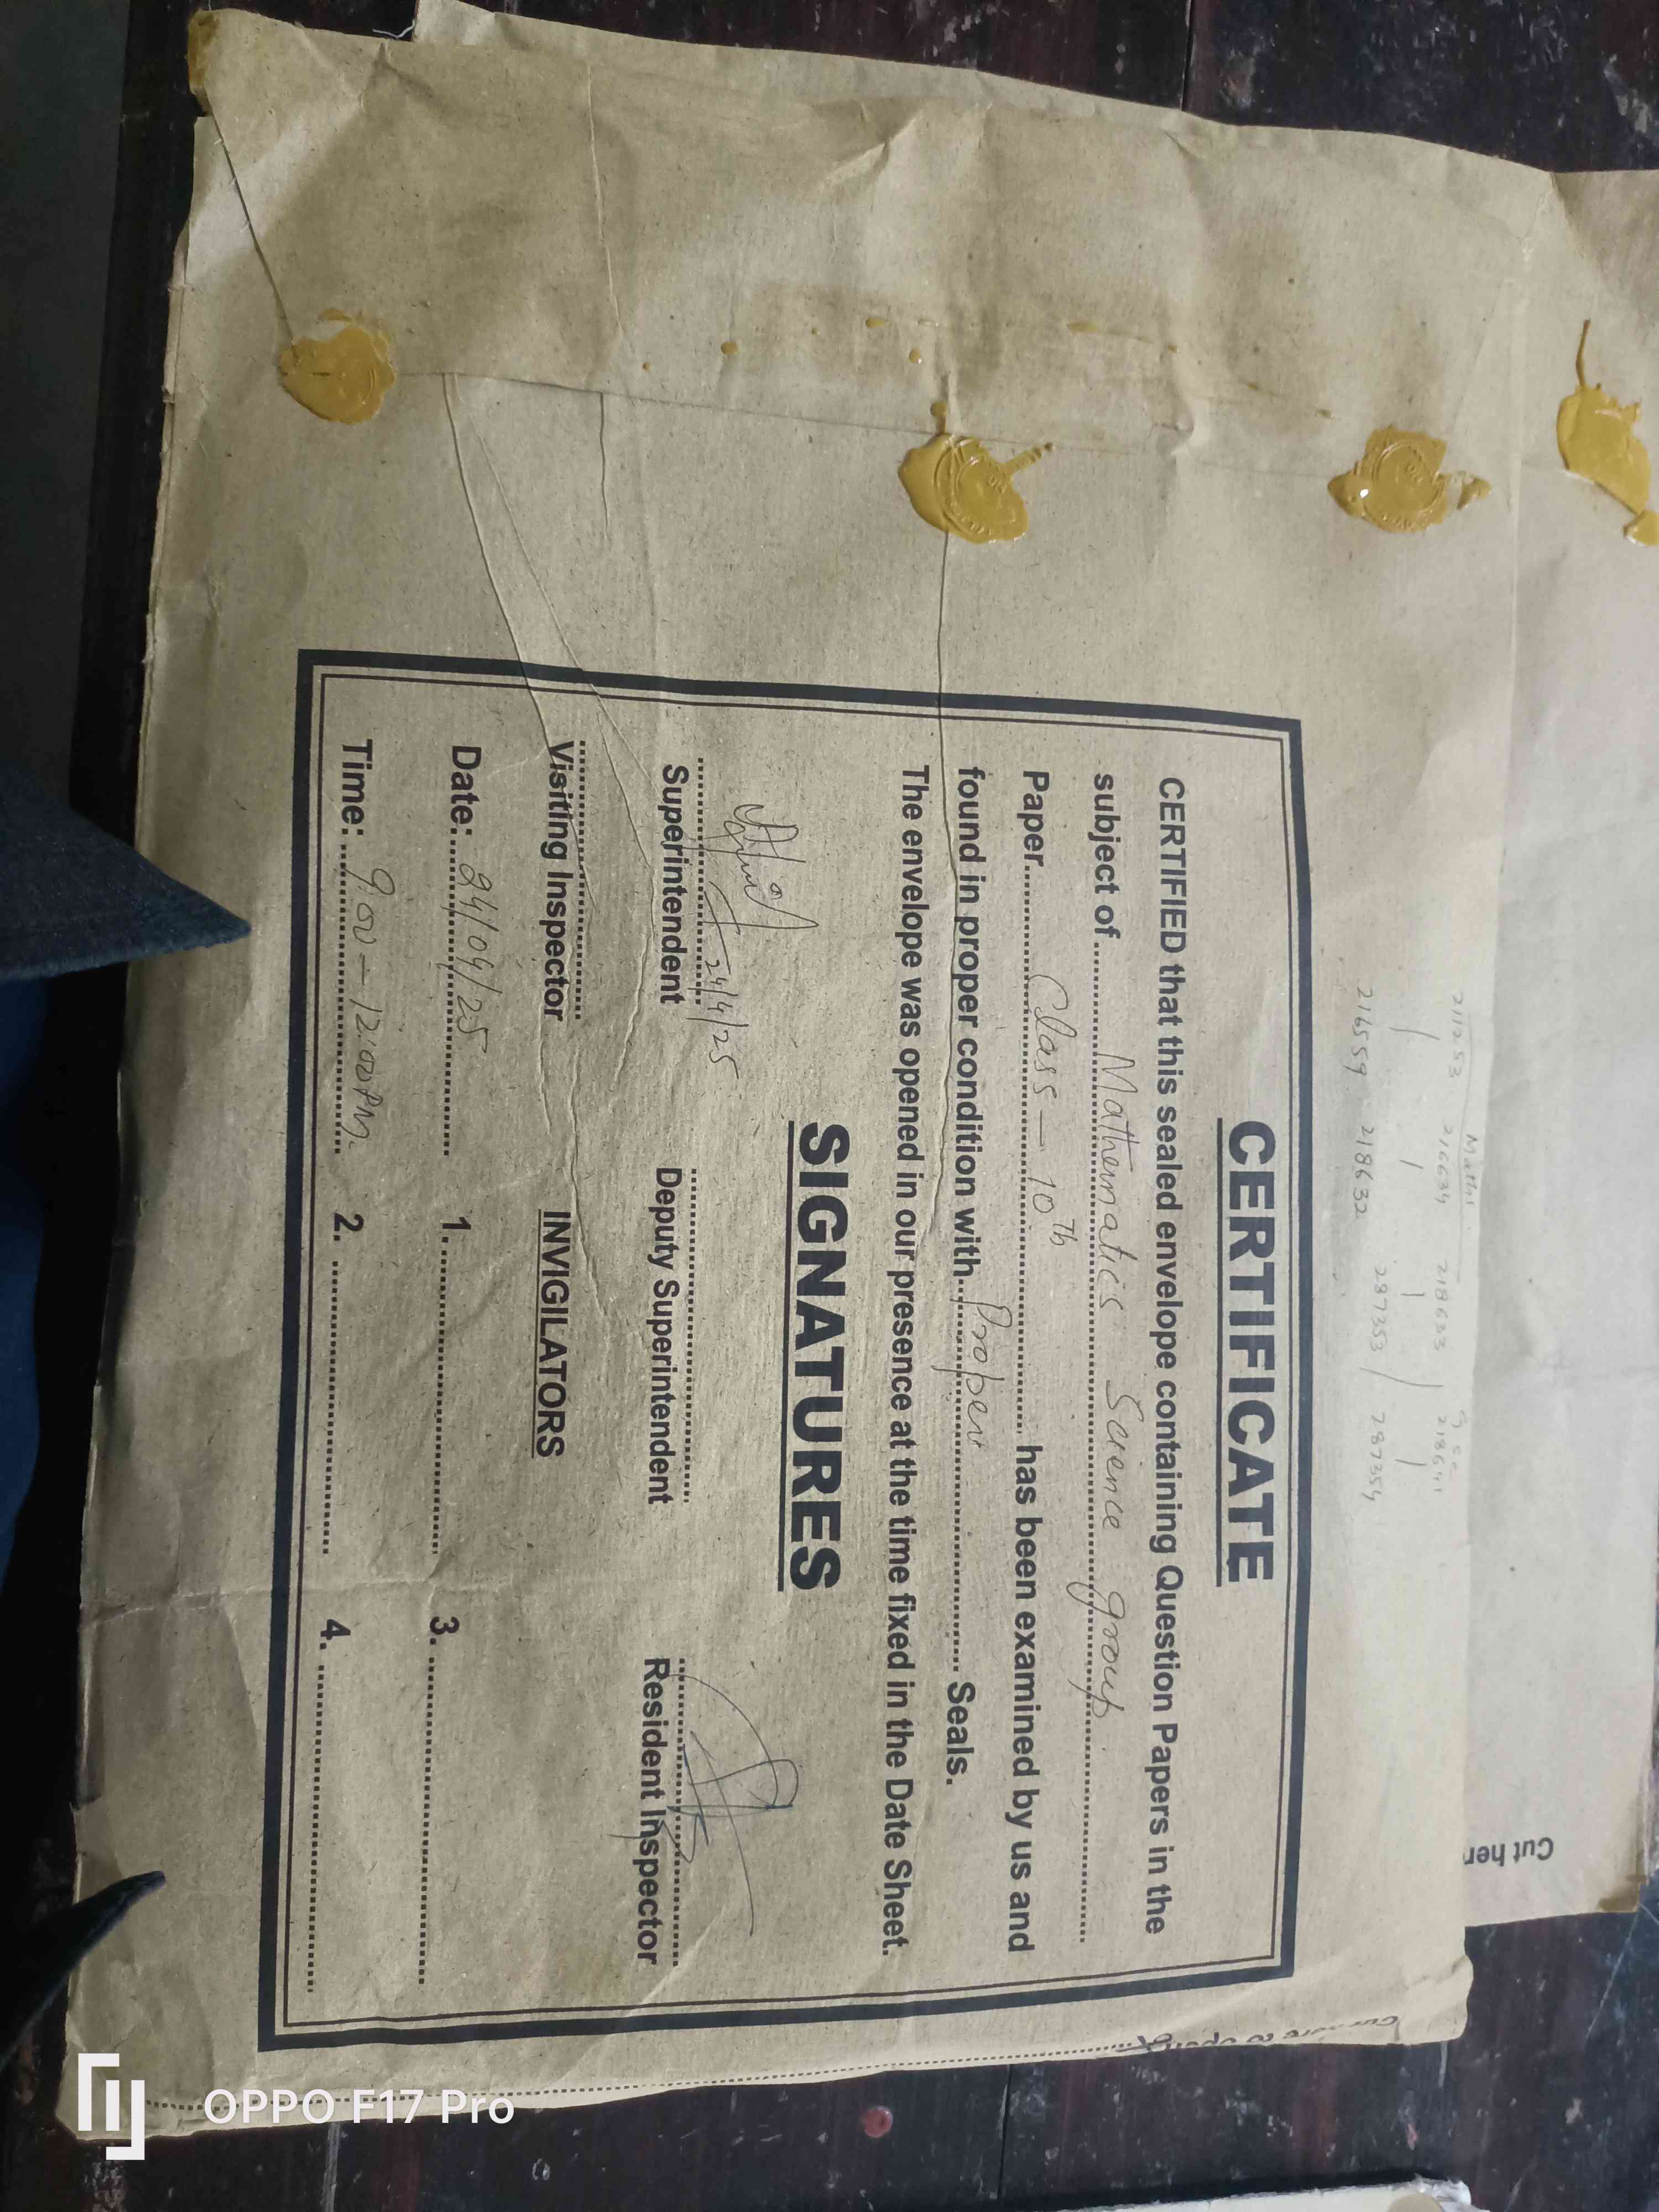 Maths
211253 216634 218633 218641
216559 218632 287353 287354
CERTIFICATE
CERTIFIED that this sealed envelope containing Question Papers in the
subject of Mathematics Science group.
Paper Class - 10th has been examined by us and
found in proper condition with Proper Seals.
The envelope was opened in our presence at the time fixed in the Date Sheet.
SIGNATURES
24/4/25
Superintendent Deputy Superintendent Resident Inspector
Visiting Inspector INVIGILATORS
Date: 24/04/25 1. 3.
Time: 9:00 - 12:00 PM. 2. 4.
Cut here to open
Cut her
OPPO F17 Pro